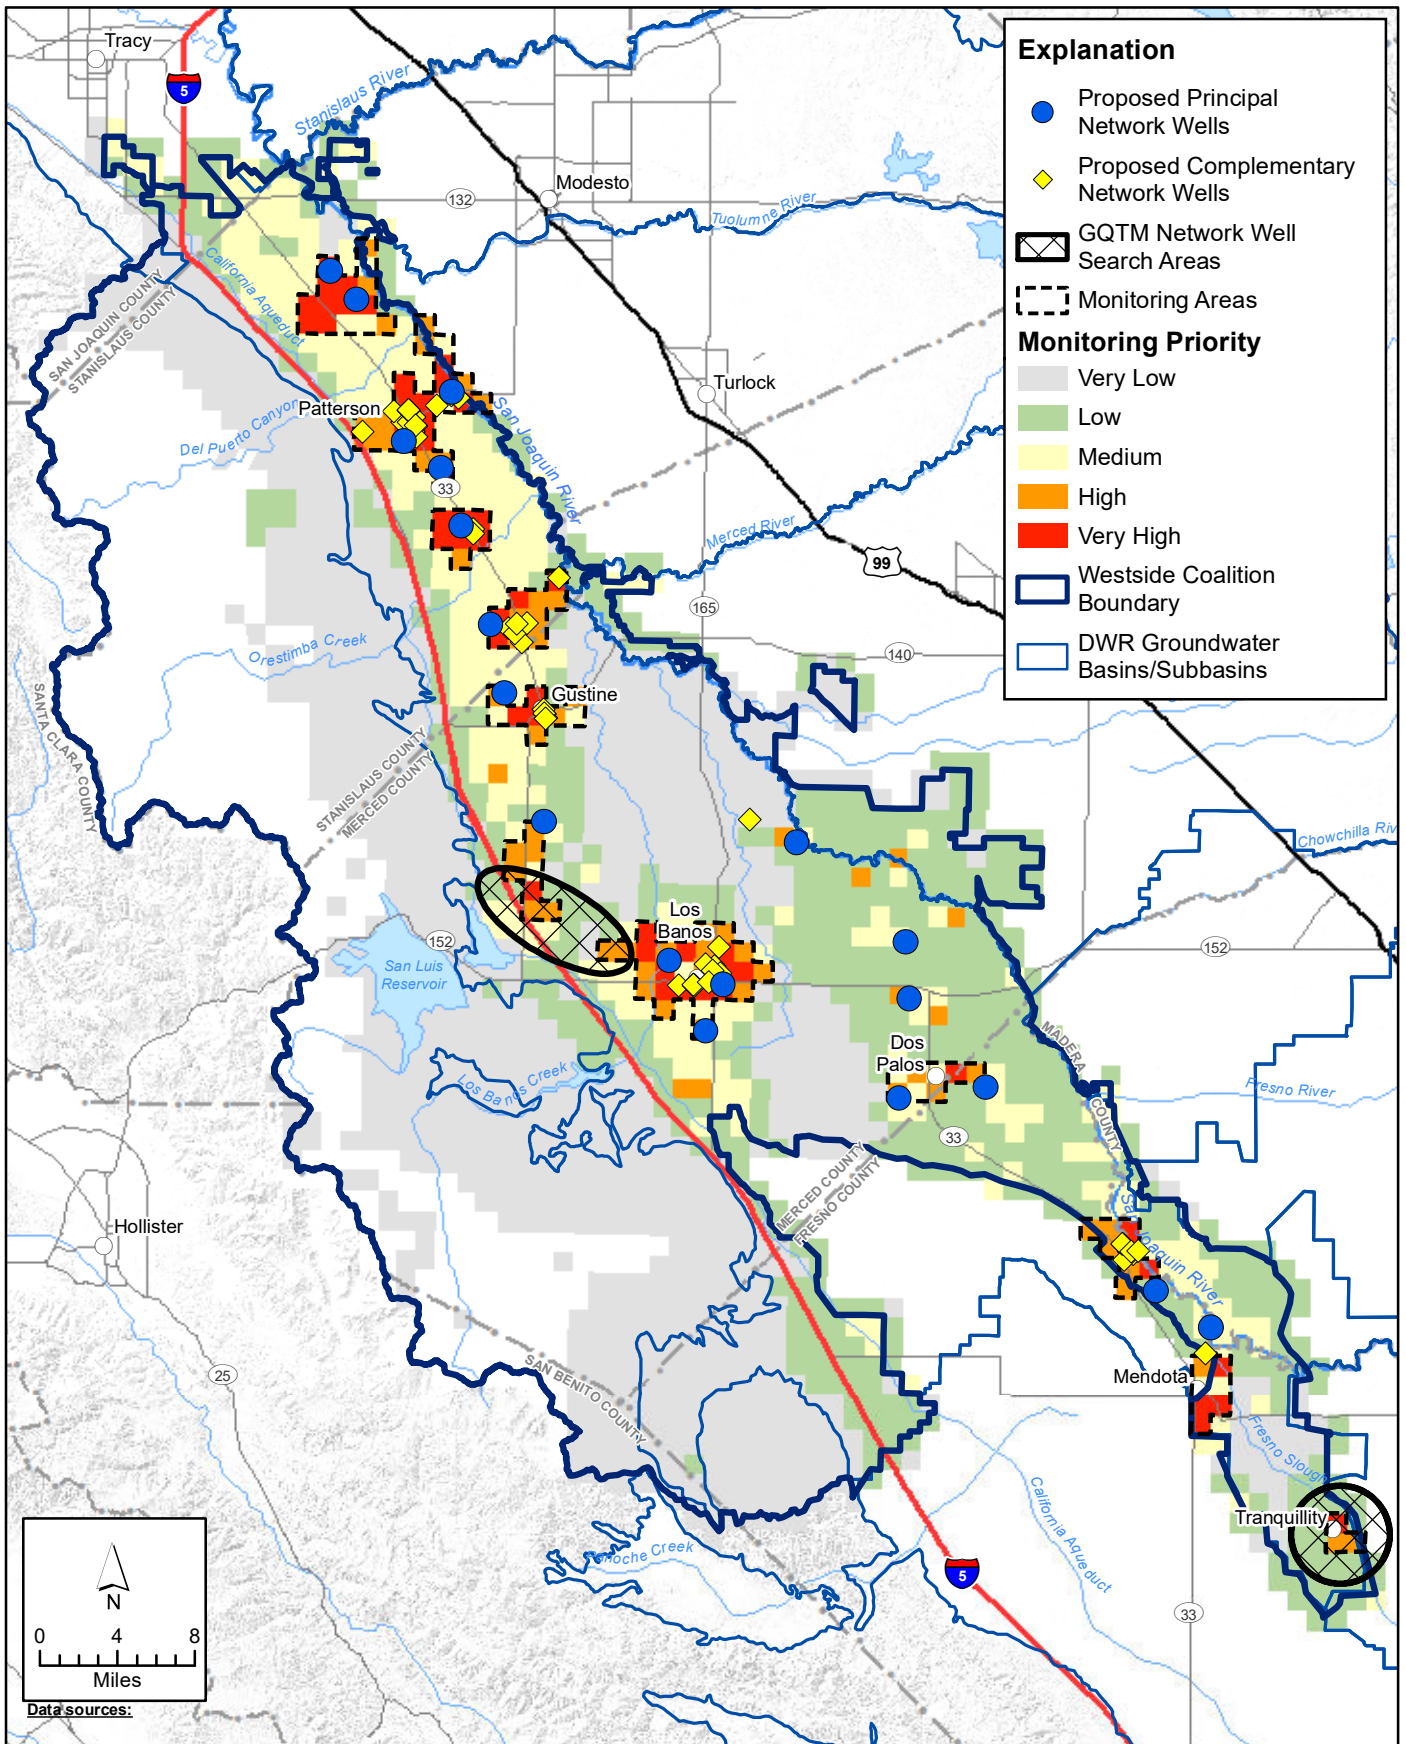 Tracy
5
Stanislaus River
Modesto
132
Tuolumne River
Explanation
Proposed Principal
Network Wells
Proposed Complementary
Network Wells
GQTM Network Well
Search Areas
Monitoring Areas
Monitoring Priority
Very Low
Low
Medium
High
Very High
Westside Coalition
Boundary
DWR Groundwater
Basins/Subbasins
California Aqueduct
SAN JOAQUIN COUNTY
STANISLAUS COUNTY
Turlock
Patterson
Del Puerto Canyon
San Joaquin River
33
Merced River
99
165
140
Orestimba Creek
SANTA CLARA COUNTY
Gustine
STANISLAUS COUNTY
MERCED COUNTY
Chowchilla Riv
Los
Banos
152
152
San Luis
Reservoir
MADERA COUNTY
Dos
Palos
Los Banos Creek
Fresno River
33
MERCED COUNTY
FRESNO COUNTY
Hollister
San Joaquin River
25
SAN BENITO COUNTY
Mendota
Fresno Slough
California Aqueduct
Tranquillity
Panoche Creek
5
33
N
0 4 8
Miles
Data sources: